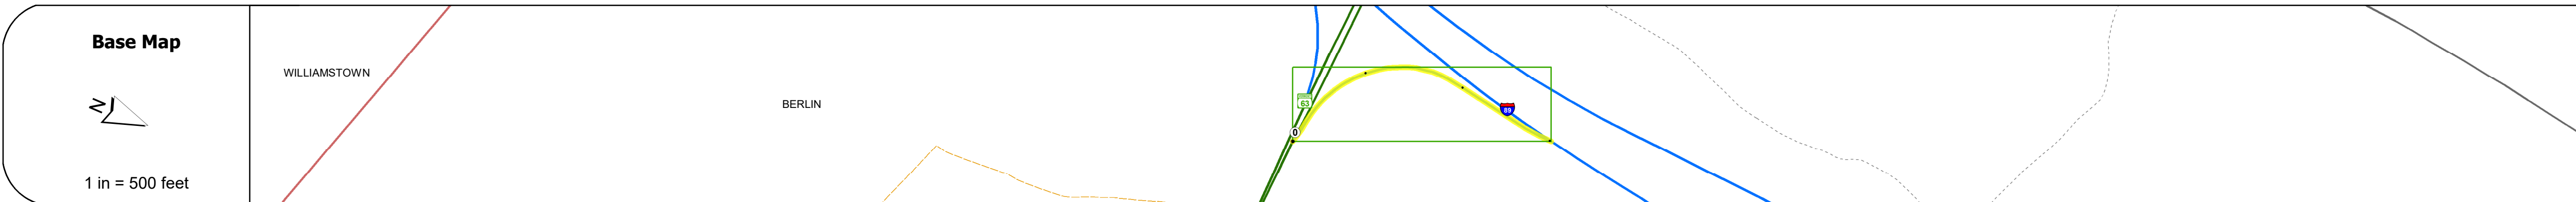 Base Map
N
1 in = 500 feet
WILLIAMSTOWN
BERLIN
63
0
89